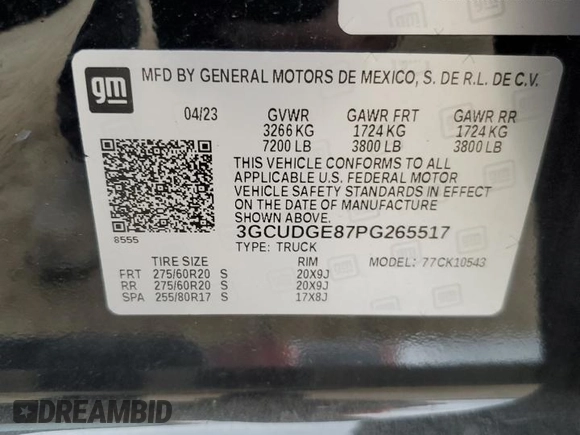 gm
MFD BY GENERAL MOTORS DE MEXICO, S. DE R.L. DE C.V.
04/23 GVWR GAWR FRT GAWR RR
3266 KG 1724 KG 1724 KG
7200 LB 3800 LB 3800 LB
THIS VEHICLE CONFORMS TO ALL
APPLICABLE U.S. FEDERAL MOTOR
VEHICLE SAFETY STANDARDS IN EFFECT
ON THE DATE OF MANUFACTURE
SHOWN ABOVE.
3GCUDGE87PG265517
8555
TYPE: TRUCK MODEL: 77CK10543
TIRE SIZE RIM
FRT 275/60R20 S 20X9J
RR 275/60R20 S 20X9J
SPA 255/80R17 S 17X8J
DREAMBID